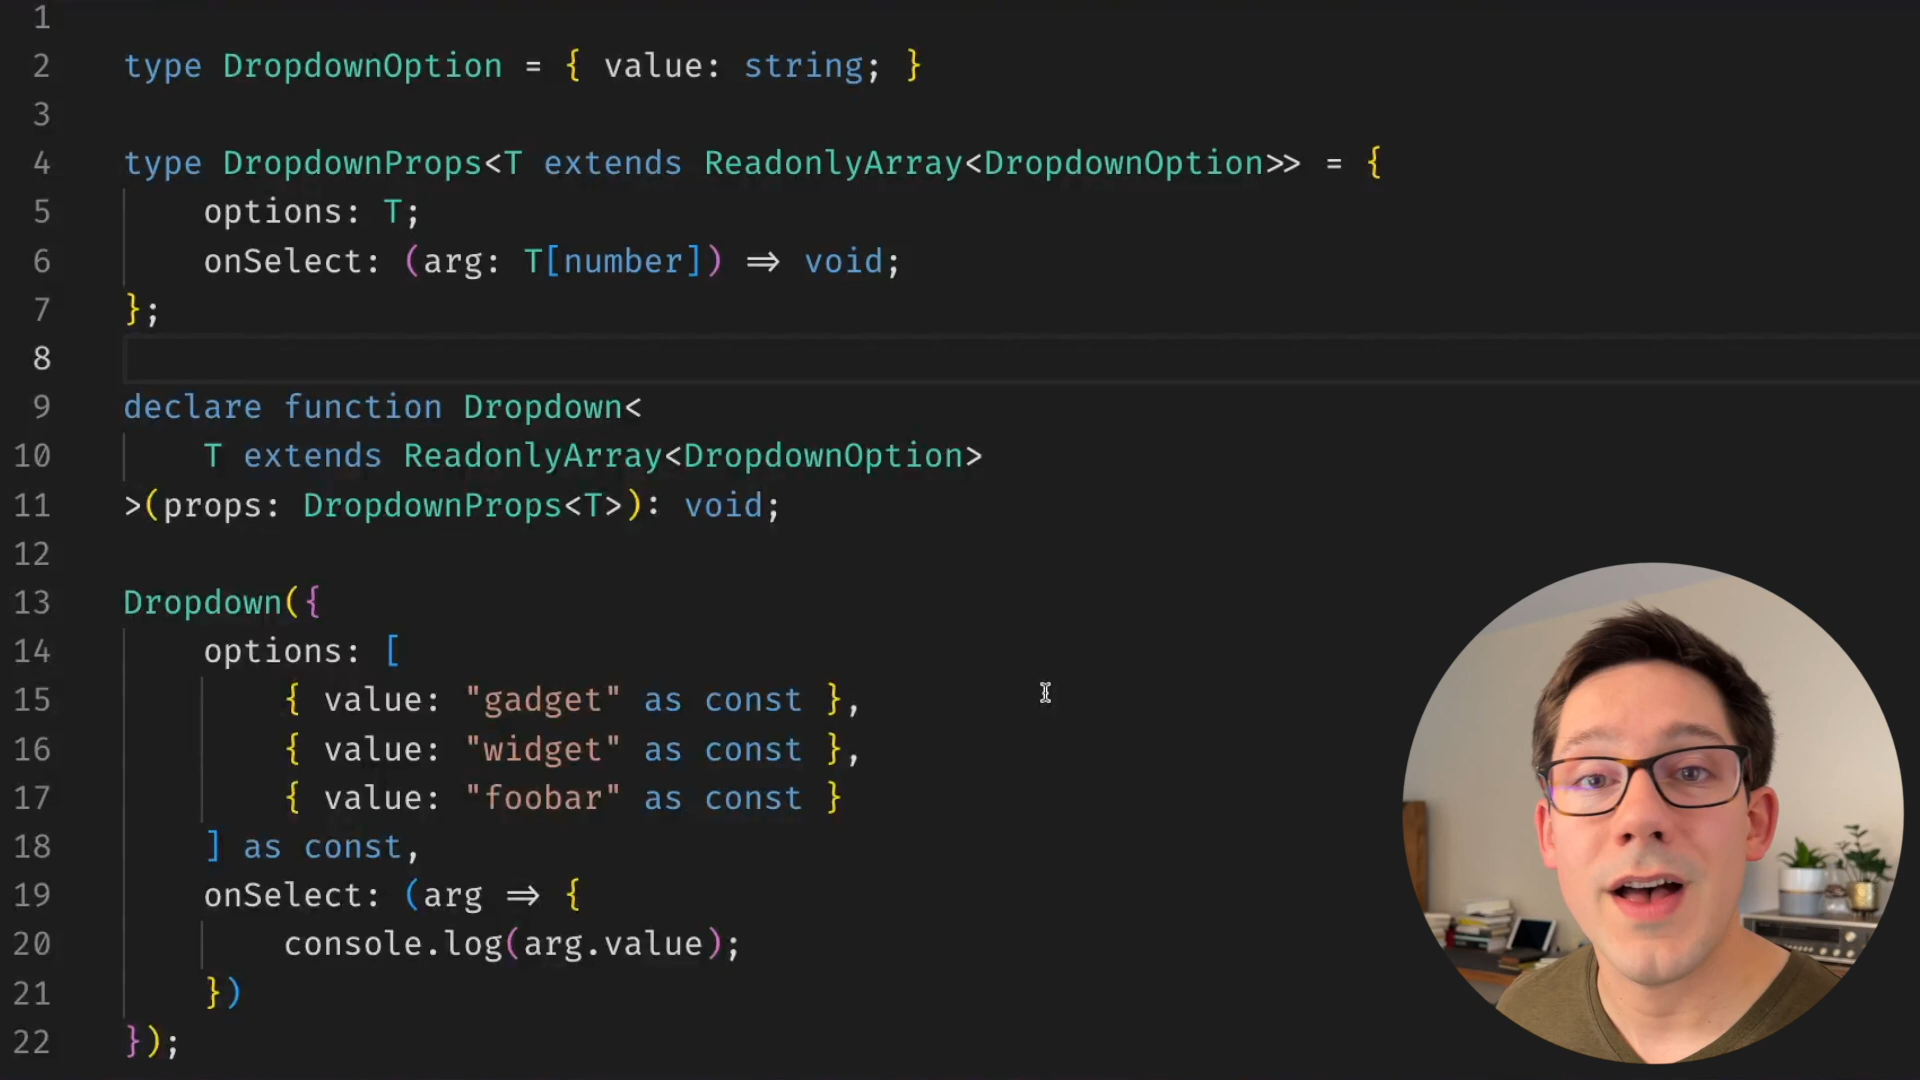 1
2 type DropdownOption = { value: string; }
3
4 type DropdownProps<T extends ReadonlyArray<DropdownOption>> = {
5 options: T;
6 onSelect: (arg: T[number]) => void;
7 };
8
9 declare function Dropdown<
10 T extends ReadonlyArray<DropdownOption>
11 >(props: DropdownProps<T>): void;
12
13 Dropdown({
14 options: [
15 { value: "gadget" as const },
16 { value: "widget" as const },
17 { value: "foobar" as const }
18 ] as const,
19 onSelect: (arg => {
20 console.log(arg.value);
21 })
22 });